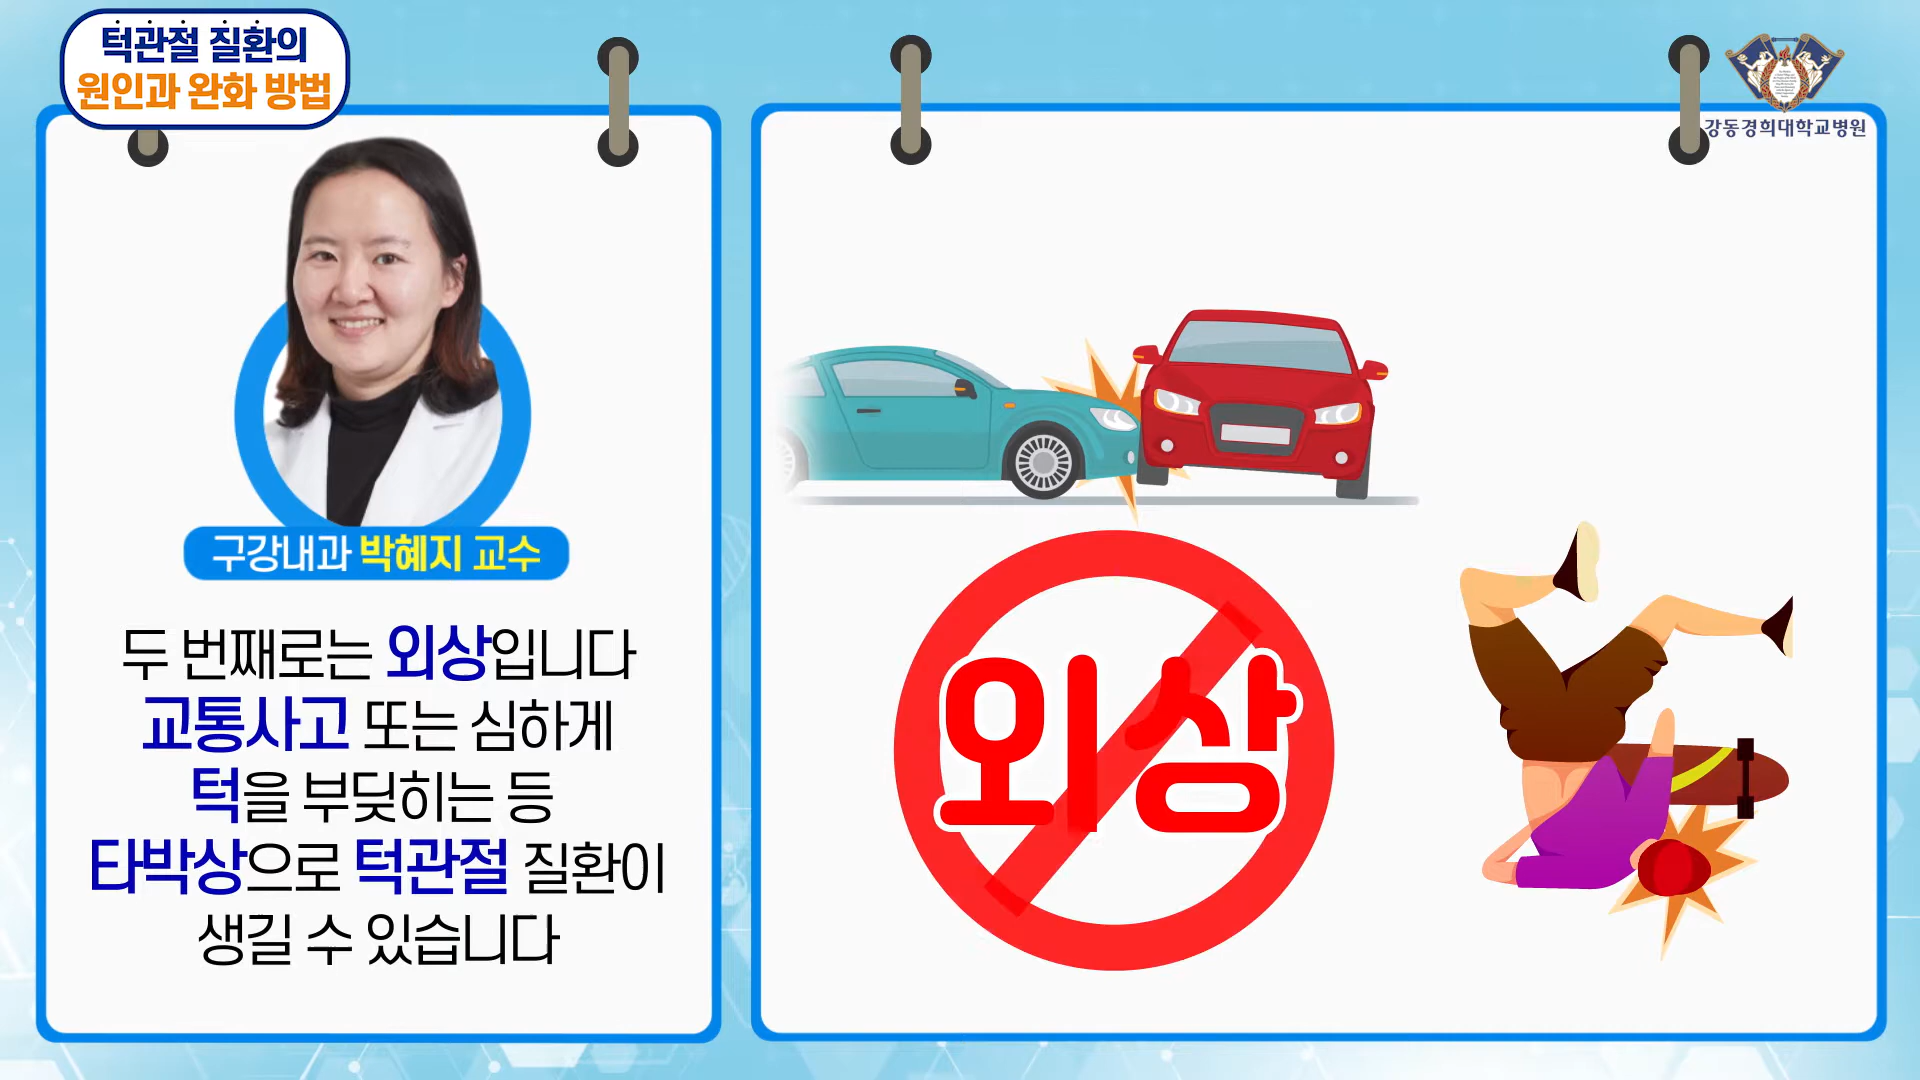 턱관절 질환의
원인과 완화 방법
강동경희대학교병원
구강내과 박혜지 교수
두 번째로는 외상입니다
교통사고 또는 심하게
턱을 부딪히는 등
타박상으로 턱관절 질환이
생길 수 있습니다
외상